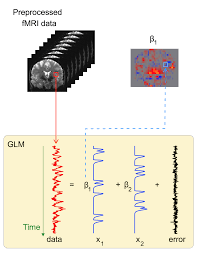 Preprocessed
fMRI data
β1
GLM
= β1 + β2 +
Time
data x1 x2 error